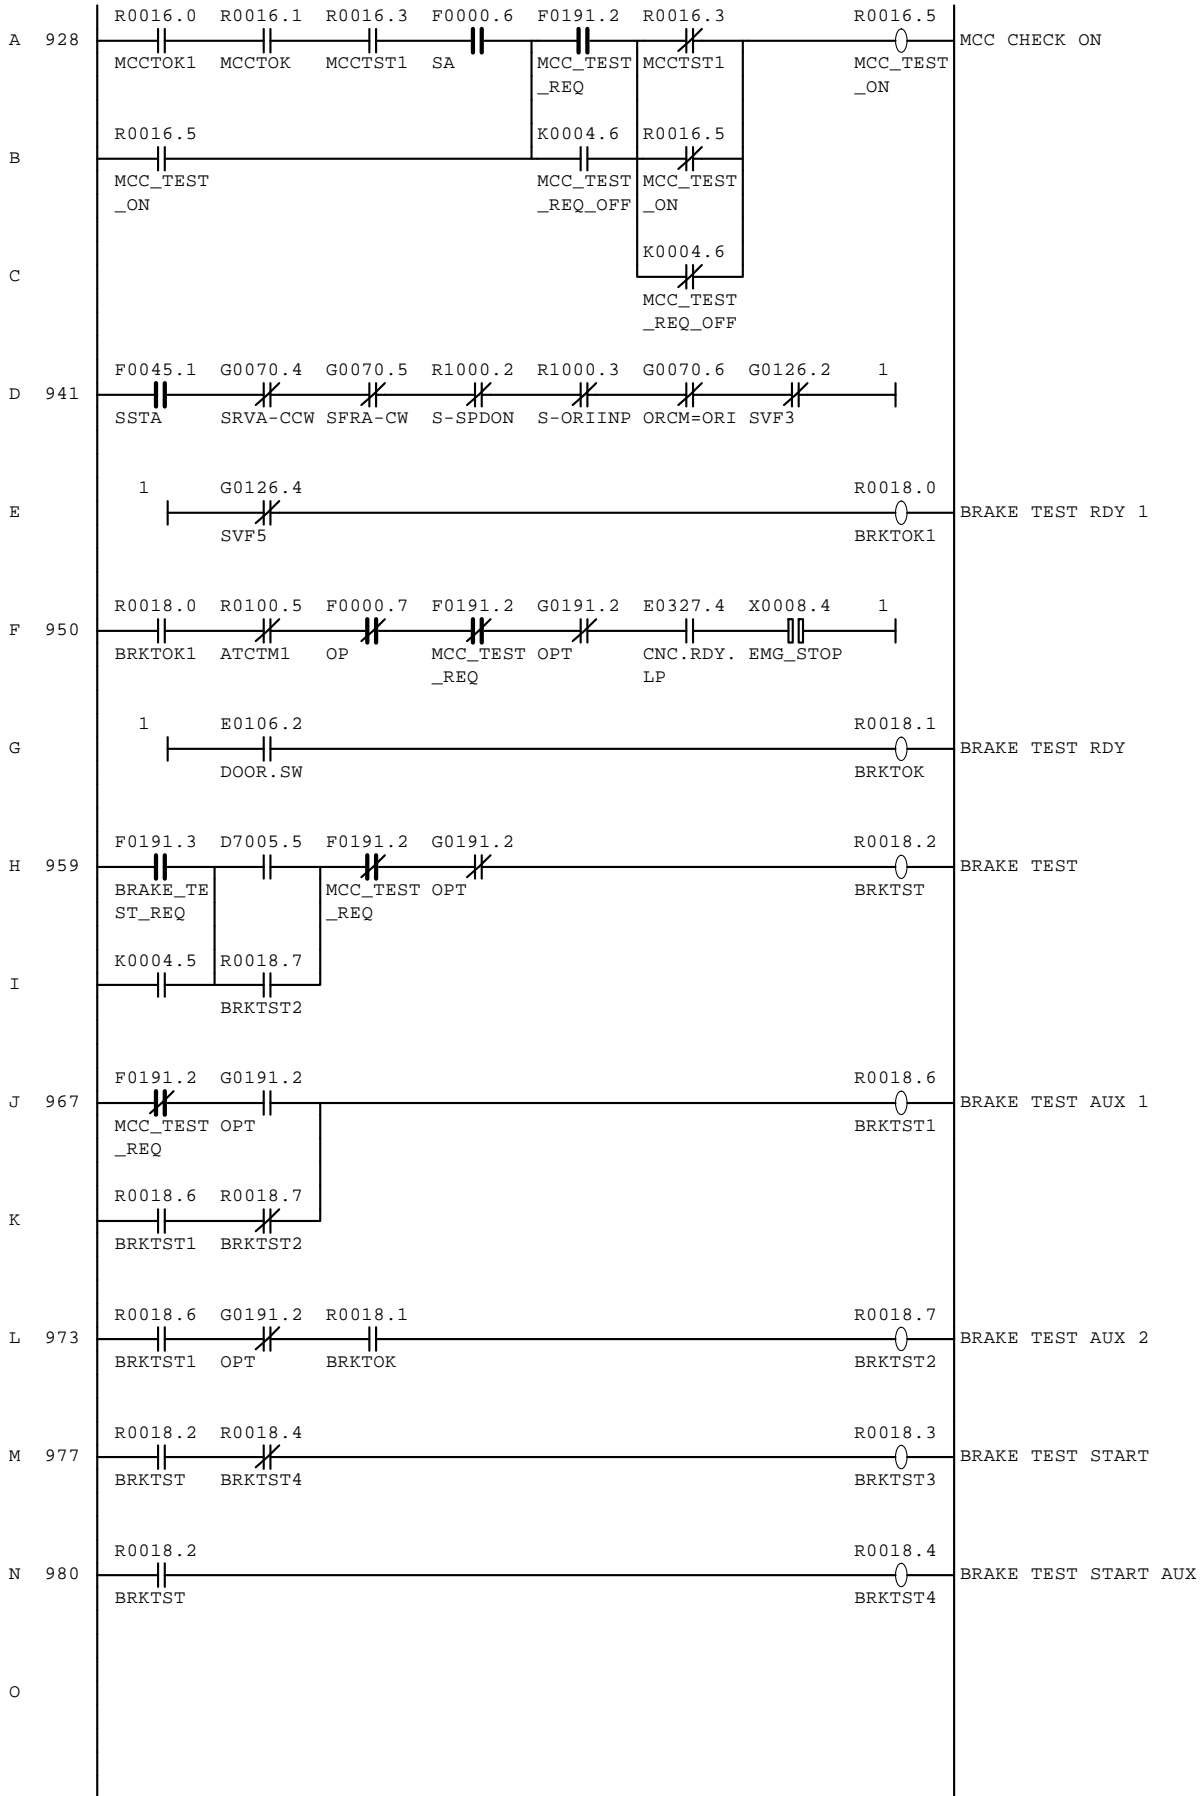 R0016.0 R0016.1 R0016.3 F0000.6 F0191.2 R0016.3 R0016.5
A 928 MCC CHECK ON
MCCTOK1 MCCTOK MCCTST1 SA MCC_TEST MCCTST1 MCC_TEST
_REQ _ON
R0016.5 K0004.6 R0016.5
B
MCC_TEST MCC_TEST MCC_TEST
_ON _REQ_OFF _ON
K0004.6
C
MCC_TEST
_REQ_OFF
F0045.1 G0070.4 G0070.5 R1000.2 R1000.3 G0070.6 G0126.2 1
D 941
SSTA SRVA-CCW SFRA-CW S-SPDON S-ORIINP ORCM=ORI SVF3
1 G0126.4 R0018.0
E BRAKE TEST RDY 1
SVF5 BRKTOK1
R0018.0 R0100.5 F0000.7 F0191.2 G0191.2 E0327.4 X0008.4 1
F 950
BRKTOK1 ATCTM1 OP MCC_TEST OPT CNC.RDY. EMG_STOP
_REQ LP
1 E0106.2 R0018.1
G BRAKE TEST RDY
DOOR.SW BRKTOK
F0191.3 D7005.5 F0191.2 G0191.2 R0018.2
H 959 BRAKE TEST
BRAKE_TE MCC_TEST OPT BRKTST
ST_REQ _REQ
K0004.5 R0018.7
I
BRKTST2
F0191.2 G0191.2 R0018.6
J 967 BRAKE TEST AUX 1
MCC_TEST OPT BRKTST1
_REQ
R0018.6 R0018.7
K
BRKTST1 BRKTST2
R0018.6 G0191.2 R0018.1 R0018.7
L 973 BRAKE TEST AUX 2
BRKTST1 OPT BRKTOK BRKTST2
R0018.2 R0018.4 R0018.3
M 977 BRAKE TEST START
BRKTST BRKTST4 BRKTST3
R0018.2 R0018.4
N 980 BRAKE TEST START AUX
BRKTST BRKTST4
O